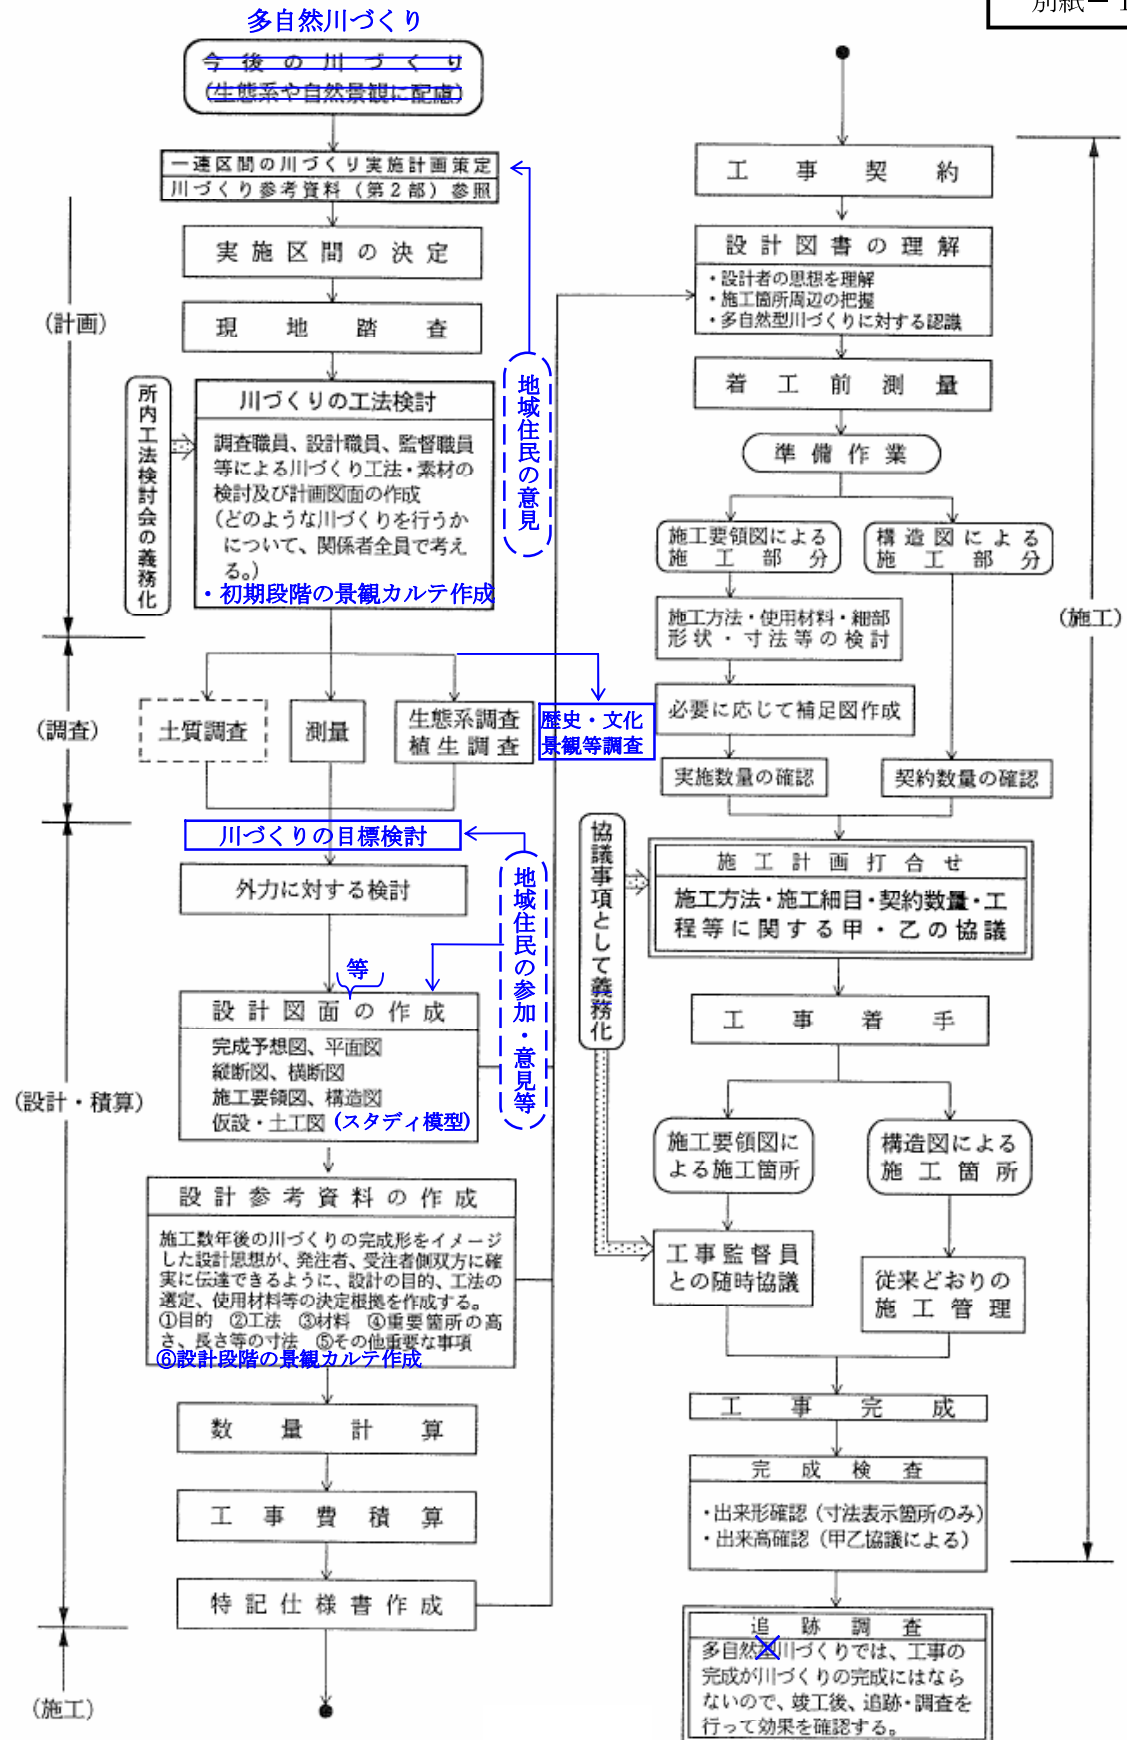 別紙－1
多自然川づくり
今後の川づくり
(生態系や自然景観に配慮)
一連区間の川づくり実施計画策定
川づくり参考資料（第2部）参照
実施区間の決定
現地踏査
(計画)
所内工法検討会の義務化
川づくりの工法検討
調査職員、設計職員、監督職員
等による川づくり工法・素材の
検討及び計画図面の作成
（どのような川づくりを行うか
について、関係者全員で考え
る。）
・初期段階の景観カルテ作成
地域住民の意見
(調査)
土質調査
測量
生態系調査
植生調査
歴史・文化
景観等調査
川づくりの目標検討
外力に対する検討
地域住民の参加・意見等
等
設計図面の作成
完成予想図、平面図
縦断図、横断図
施工要領図、構造図
仮設・土工図 (スタディ模型)
(設計・積算)
設計参考資料の作成
施工数年後の川づくりの完成形をイメージ
した設計思想が、発注者、受注者側双方に確
実に伝達できるように、設計の目的、工法の
選定、使用材料等の決定根拠を作成する。
①目的　②工法　③材料　④重要箇所の高
さ、長さ等の寸法　⑤その他重要な事項
⑥設計段階の景観カルテ作成
数量計算
工事費積算
特記仕様書作成
(施工)
工事契約
設計図書の理解
・設計者の思想を理解
・施工箇所周辺の把握
・多自然型川づくりに対する認識
着工前測量
準備作業
施工要領図による
施工部分
構造図による
施工部分
施工方法・使用材料・細部
形状・寸法等の検討
必要に応じて補足図作成
実施数量の確認
契約数量の確認
(施工)
協議事項として義務化
施工計画打合せ
施工方法・施工細目・契約数量・工
程等に関する甲・乙の協議
工事着手
施工要領図に
よる施工箇所
構造図による
施工箇所
工事監督員
との随時協議
従来どおりの
施工管理
工事完成
完成検査
・出来形確認（寸法表示箇所のみ）
・出来高確認（甲乙協議による）
追跡調査
多自然型川づくりでは、工事の
完成が川づくりの完成にはなら
ないので、竣工後、追跡・調査を
行って効果を確認する。